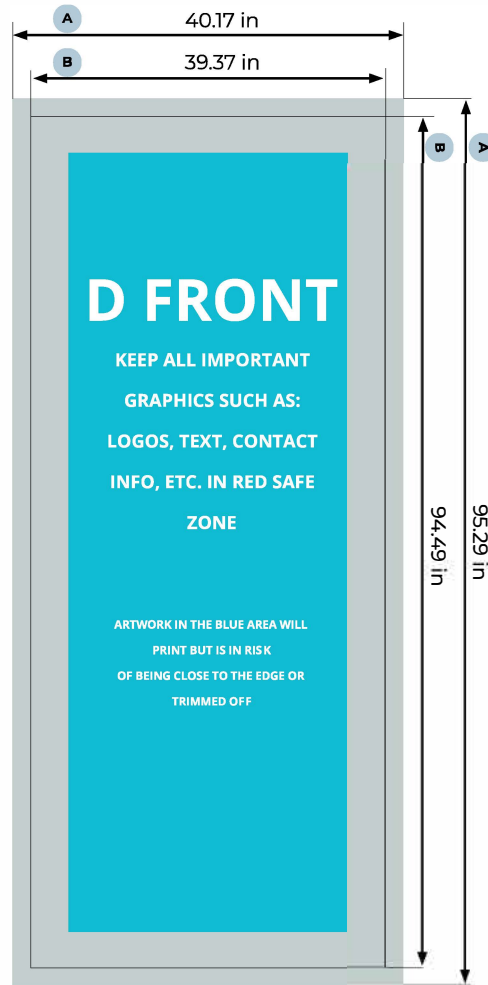 A
40.17 in
B
39.37 in
B
A
D FRONT
KEEP ALL IMPORTANT
GRAPHICS SUCH AS:
LOGOS, TEXT, CONTACT
INFO, ETC. IN RED SAFE
ZONE
94.49 in
95.29 in
ARTWORK IN THE BLUE AREA WILL
PRINT BUT IS IN RISK
OF BEING CLOSE TO THE EDGE OR
TRIMMED OFF